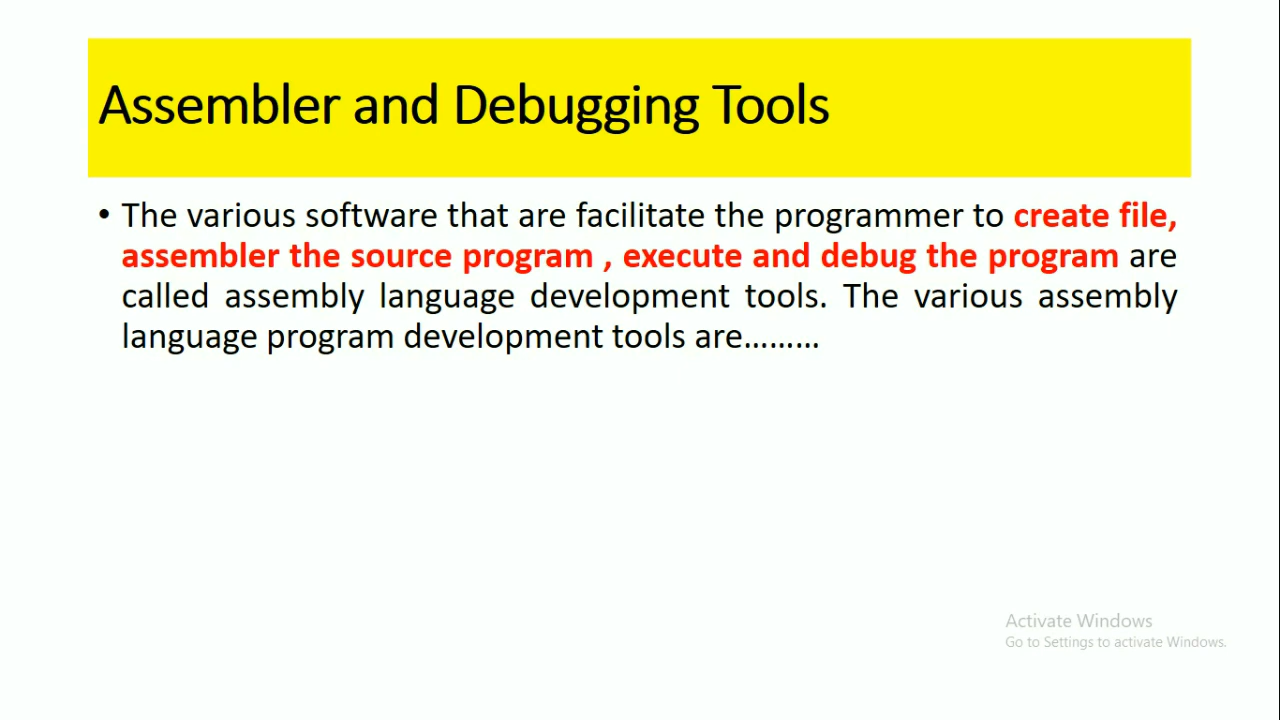 Assembler and Debugging Tools
• The various software that are facilitate the programmer to create file,
assembler the source program , execute and debug the program are
called assembly language development tools. The various assembly
language program development tools are………
Activate Windows
Go to Settings to activate Windows.